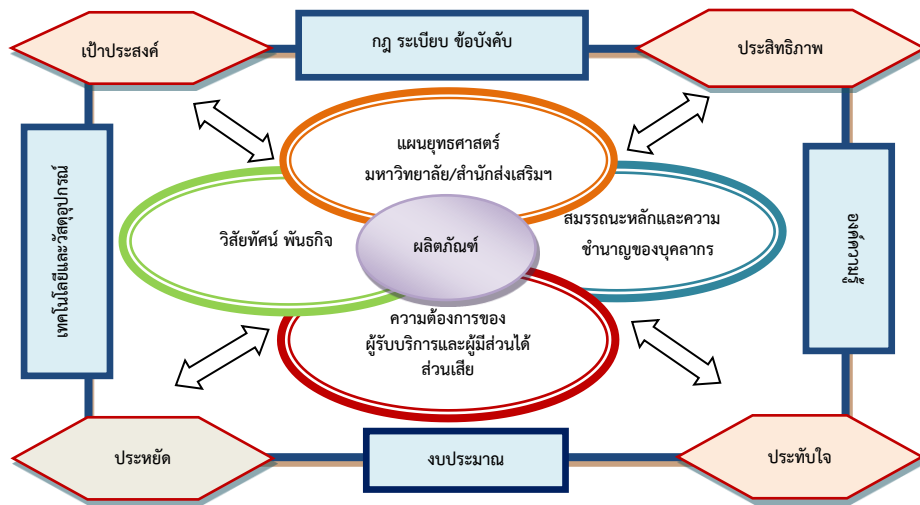 เป้าประสงค์
กฎ ระเบียบ ข้อบังคับ
ประสิทธิภาพ
แผนยุทธศาสตร์
มหาวิทยาลัย/สำนักส่งเสริมฯ
เทคโนโลยีและวัสดุอุปกรณ์
วิสัยทัศน์ พันธกิจ
ผลิตภัณฑ์
สมรรถนะหลักและความ
ชำนาญของบุคลากร
องค์ความรู้
ความต้องการของ
ผู้รับบริการและผู้มีส่วนได้
ส่วนเสีย
ประหยัด
งบประมาณ
ประทับใจ